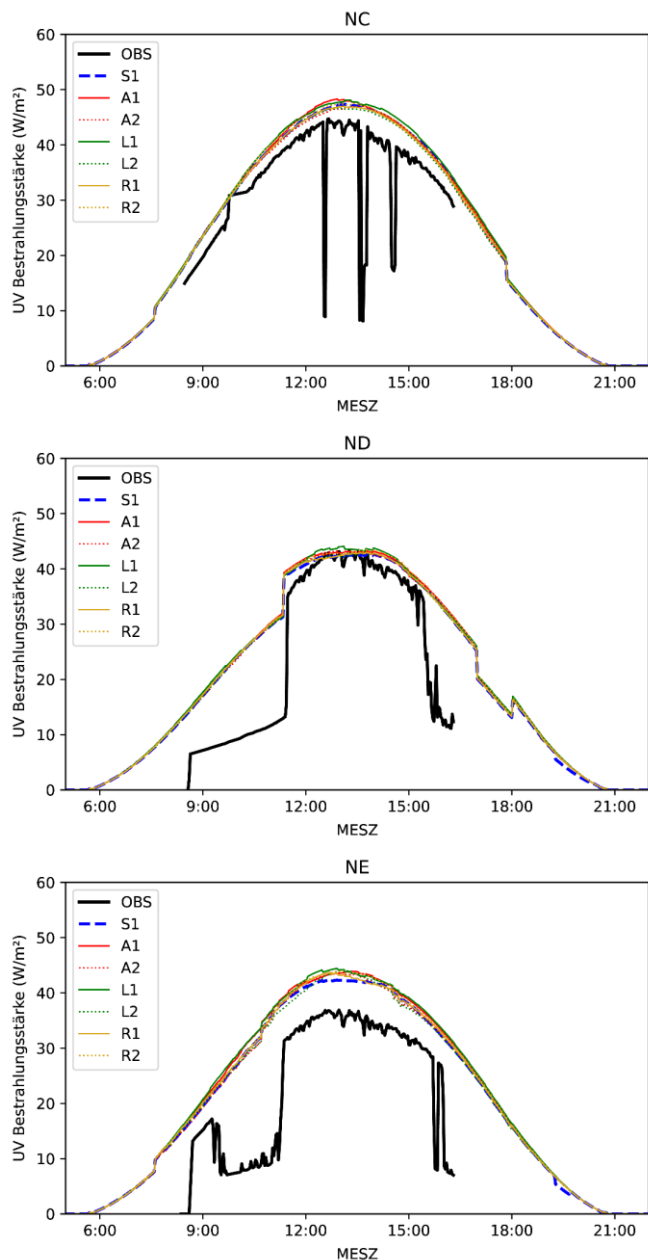 NC
UV Bestrahlungsstärke (W/m²)
60
50
40
30
20
10
0
OBS
S1
A1
A2
L1
L2
R1
R2
6:00 9:00 12:00 15:00 18:00 21:00
MESZ
ND
UV Bestrahlungsstärke (W/m²)
60
50
40
30
20
10
0
OBS
S1
A1
A2
L1
L2
R1
R2
6:00 9:00 12:00 15:00 18:00 21:00
MESZ
NE
UV Bestrahlungsstärke (W/m²)
60
50
40
30
20
10
0
OBS
S1
A1
A2
L1
L2
R1
R2
6:00 9:00 12:00 15:00 18:00 21:00
MESZ